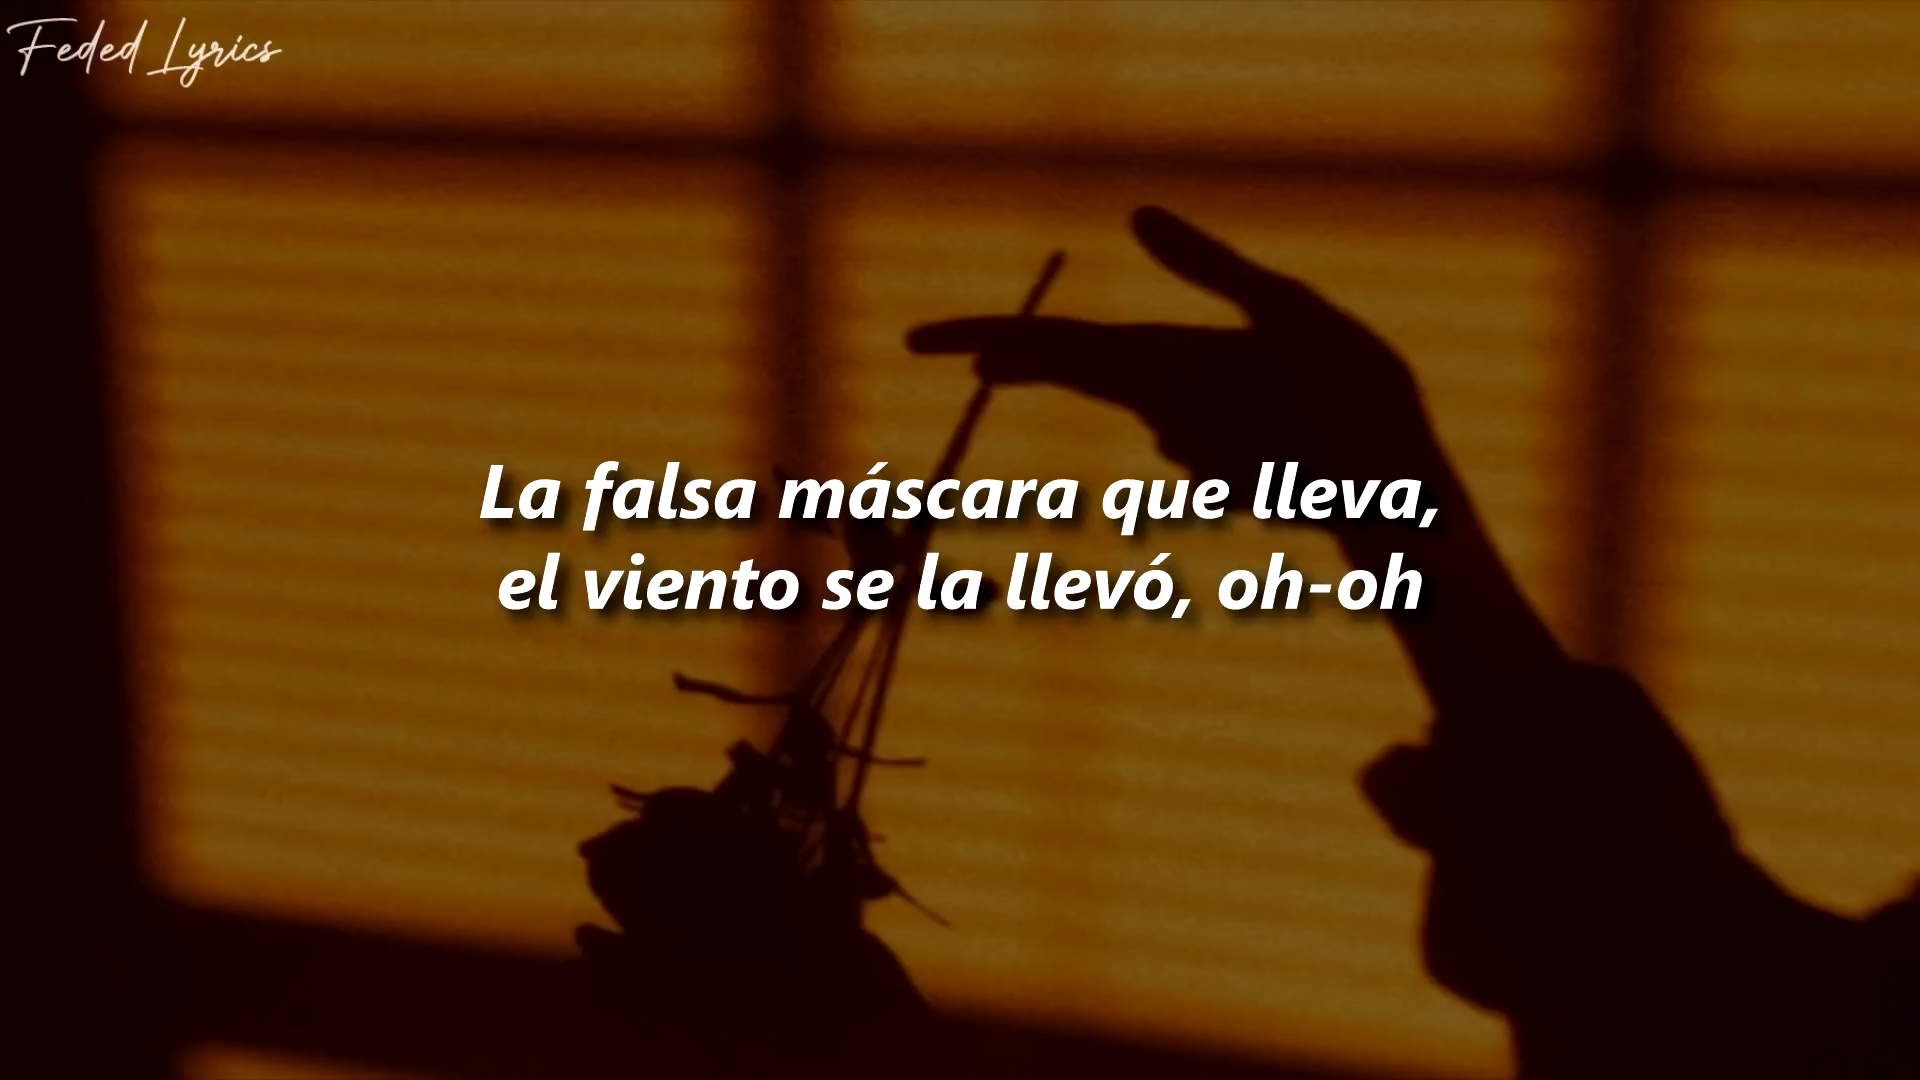 Feded Lyrics
La falsa máscara que lleva,
el viento se la llevó, oh-oh